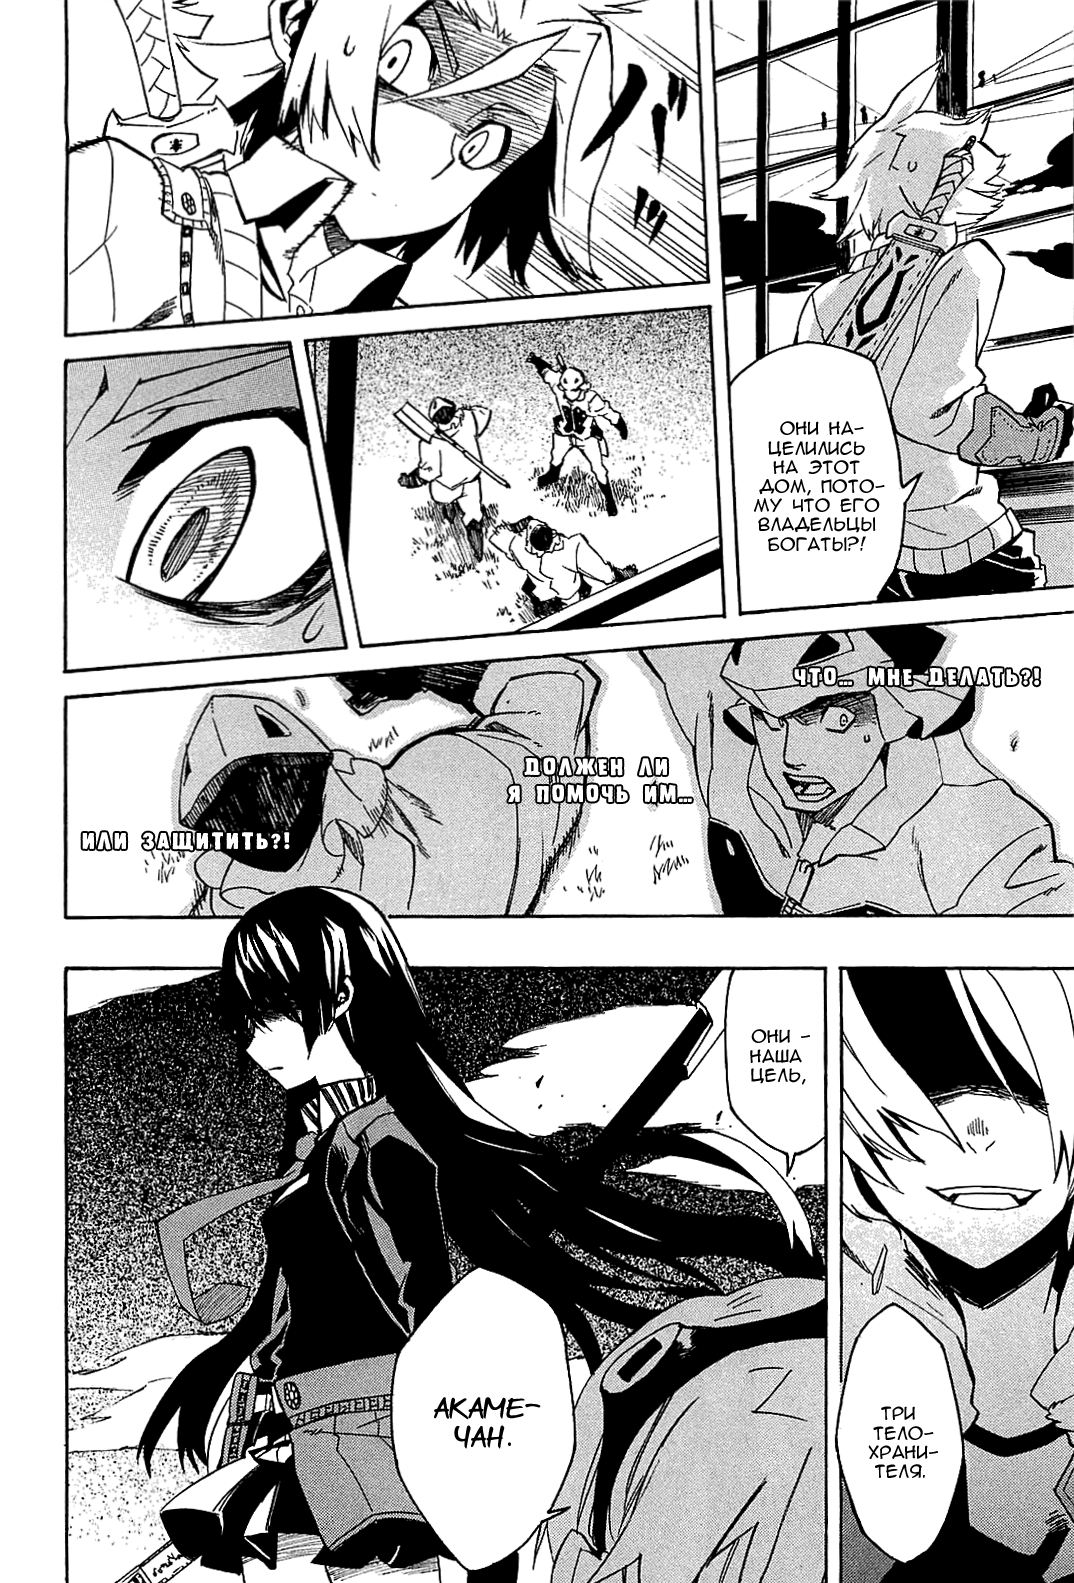 ОНИ НА-
ЦЕЛИЛИСЬ
НА ЭТОТ
ДОМ, ПОТО-
МУ ЧТО ЕГО
ВЛАДЕЛЬЦЫ
БОГАТЫ?!
ЧТО... МНЕ ДЕЛАТЬ?!
ДОЛЖЕН ЛИ
Я ПОМОЧЬ ИМ...
ИЛИ ЗАЩИТИТЬ?!
ТРИ
ТЕЛО-
ХРАНИ-
ТЕЛЯ.
ОНИ -
НАША
ЦЕЛЬ,
АКАМЕ-
ЧАН.